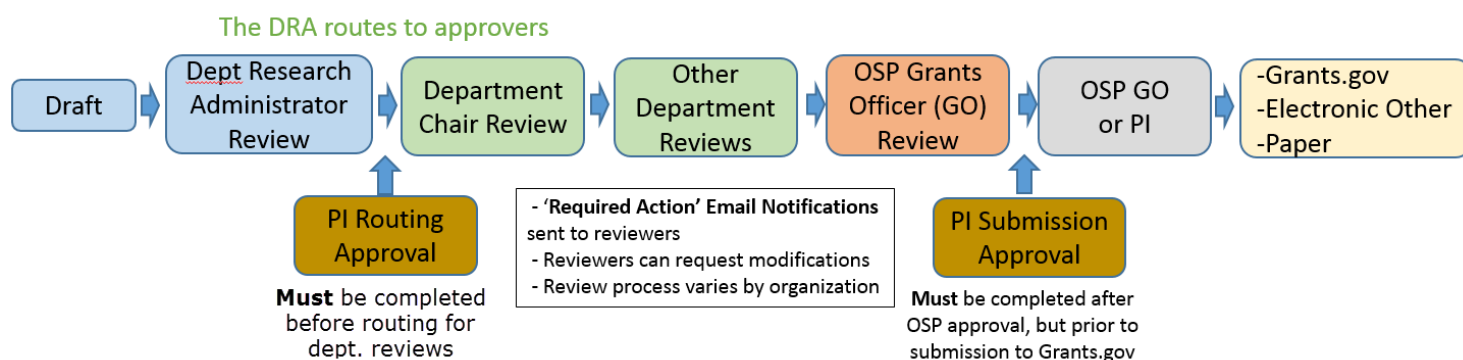 The DRA routes to approvers
Draft
Dept Research
Administrator
Review
Department
Chair Review
Other
Department
Reviews
OSP Grants
Officer (GO)
Review
OSP GO
or PI
-Grants.gov
-Electronic Other
-Paper
PI Routing
Approval
Must be completed
before routing for
dept. reviews
- ‘Required Action’ Email Notifications
sent to reviewers
- Reviewers can request modifications
- Review process varies by organization
PI Submission
Approval
Must be completed after
OSP approval, but prior to
submission to Grants.gov